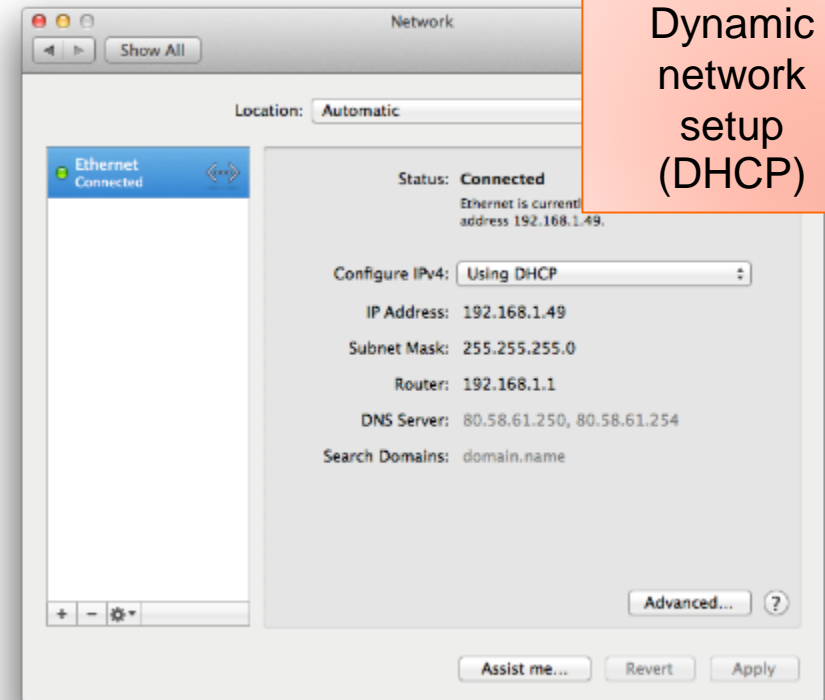 Network
Dynamic
network
setup
(DHCP)
Show All
Location: Automatic
Ethernet
Connected
Status: Connected
Ethernet is
address 192.168.1.49.
Configure IPv4: Using DHCP
IP Address: 192.168.1.49
Subnet Mask: 255.255.255.0
Router: 192.168.1.1
DNS Server: 80.58.61.250, 80.58.61.254
Search Domains: domain.name
Advanced... ?
Assist me... Revert Apply